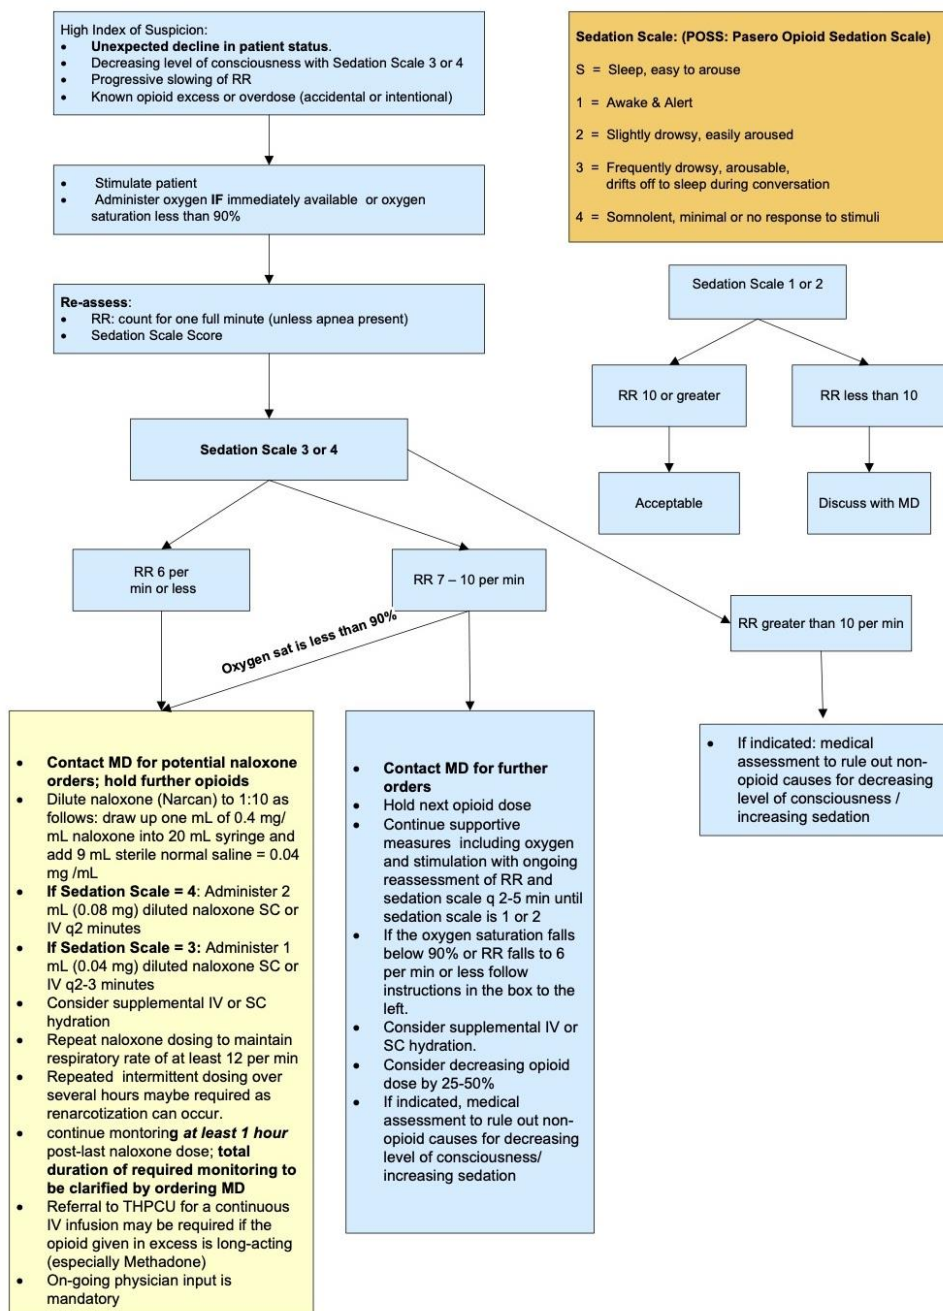 High Index of Suspicion:
• Unexpected decline in patient status.
• Decreasing level of consciousness with Sedation Scale 3 or 4
• Progressive slowing of RR
• Known opioid excess or overdose (accidental or intentional)
• Stimulate patient
• Administer oxygen IF immediately available or oxygen
saturation less than 90%
Re-assess:
• RR: count for one full minute (unless apnea present)
• Sedation Scale Score
Sedation Scale: (POSS: Pasero Opioid Sedation Scale)
S = Sleep, easy to arouse
1 = Awake & Alert
2 = Slightly drowsy, easily aroused
3 = Frequently drowsy, arousable,
drifts off to sleep during conversation
4 = Somnolent, minimal or no response to stimuli
Sedation Scale 1 or 2
RR 10 or greater
RR less than 10
Acceptable
Discuss with MD
Sedation Scale 3 or 4
RR 6 per
min or less
RR 7 – 10 per min
RR greater than 10 per min
Oxygen sat is less than 90%
• Contact MD for potential naloxone
orders; hold further opioids
• Dilute naloxone (Narcan) to 1:10 as
follows: draw up one mL of 0.4 mg/
mL naloxone into 20 mL syringe and
add 9 mL sterile normal saline = 0.04
mg /mL
• If Sedation Scale = 4: Administer 2
mL (0.08 mg) diluted naloxone SC or
IV q2 minutes
• If Sedation Scale = 3: Administer 1
mL (0.04 mg) diluted naloxone SC or
IV q2-3 minutes
• Consider supplemental IV or SC
hydration
• Repeat naloxone dosing to maintain
respiratory rate of at least 12 per min
• Repeated intermittent dosing over
several hours maybe required as
renarcotization can occur.
• continue montoring at least 1 hour
post-last naloxone dose; total
duration of required monitoring to
be clarified by ordering MD
• Referral to THPCU for a continuous
IV infusion may be required if the
opioid given in excess is long-acting
(especially Methadone)
• On-going physician input is
mandatory
• Contact MD for further
orders
• Hold next opioid dose
• Continue supportive
measures including oxygen
and stimulation with ongoing
reassessment of RR and
sedation scale q 2-5 min until
sedation scale is 1 or 2
• If the oxygen saturation falls
below 90% or RR falls to 6
per min or less follow
instructions in the box to the
left.
• Consider supplemental IV or
SC hydration.
• Consider decreasing opioid
dose by 25-50%
• If indicated, medical
assessment to rule out non-
opioid causes for decreasing
level of consciousness/
increasing sedation
• If indicated: medical
assessment to rule out non-
opioid causes for decreasing
level of consciousness /
increasing sedation